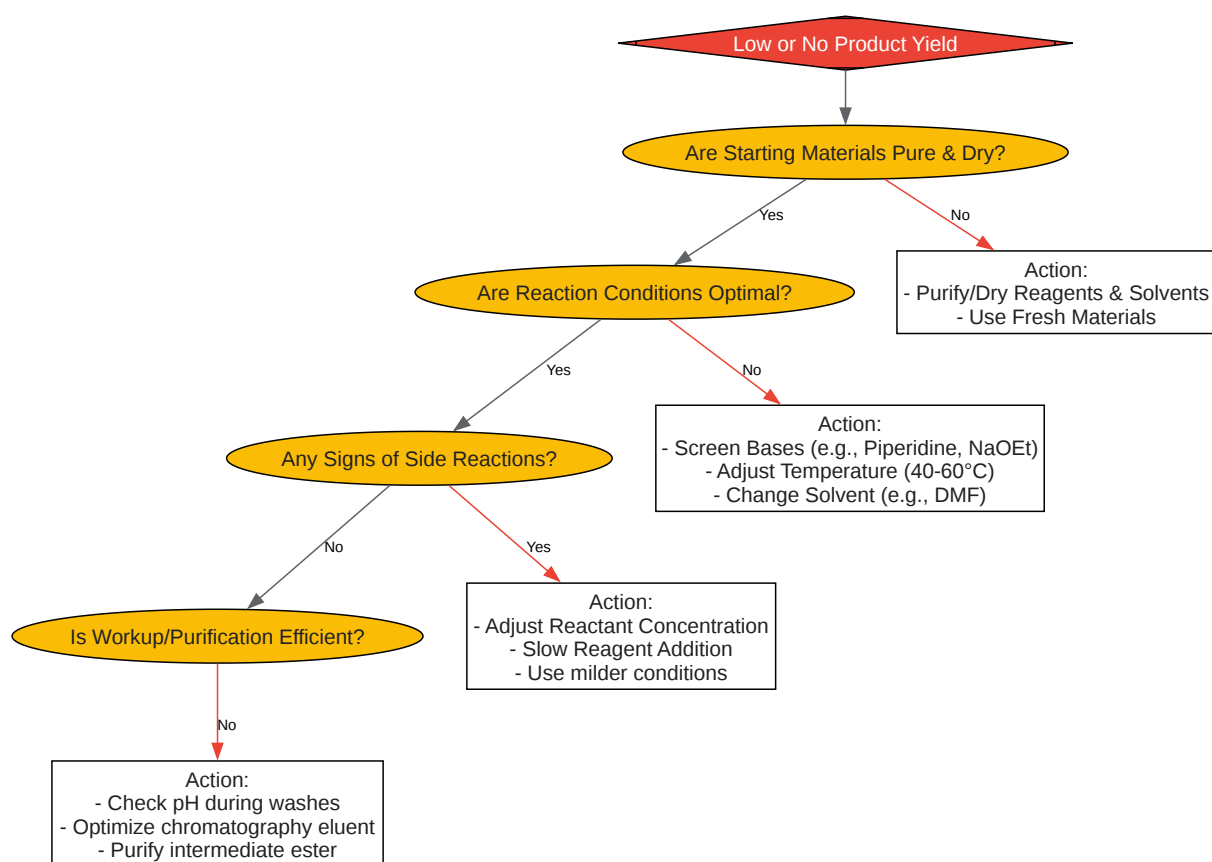 Low or No Product Yield
Are Starting Materials Pure & Dry?
Yes
No
Are Reaction Conditions Optimal?
Action:
- Purify/Dry Reagents & Solvents
- Use Fresh Materials
Yes
No
Any Signs of Side Reactions?
Action:
- Screen Bases (e.g., Piperidine, NaOEt)
- Adjust Temperature (40-60°C)
- Change Solvent (e.g., DMF)
No
Yes
Is Workup/Purification Efficient?
Action:
- Adjust Reactant Concentration
- Slow Reagent Addition
- Use milder conditions
No
Action:
- Check pH during washes
- Optimize chromatography eluent
- Purify intermediate ester